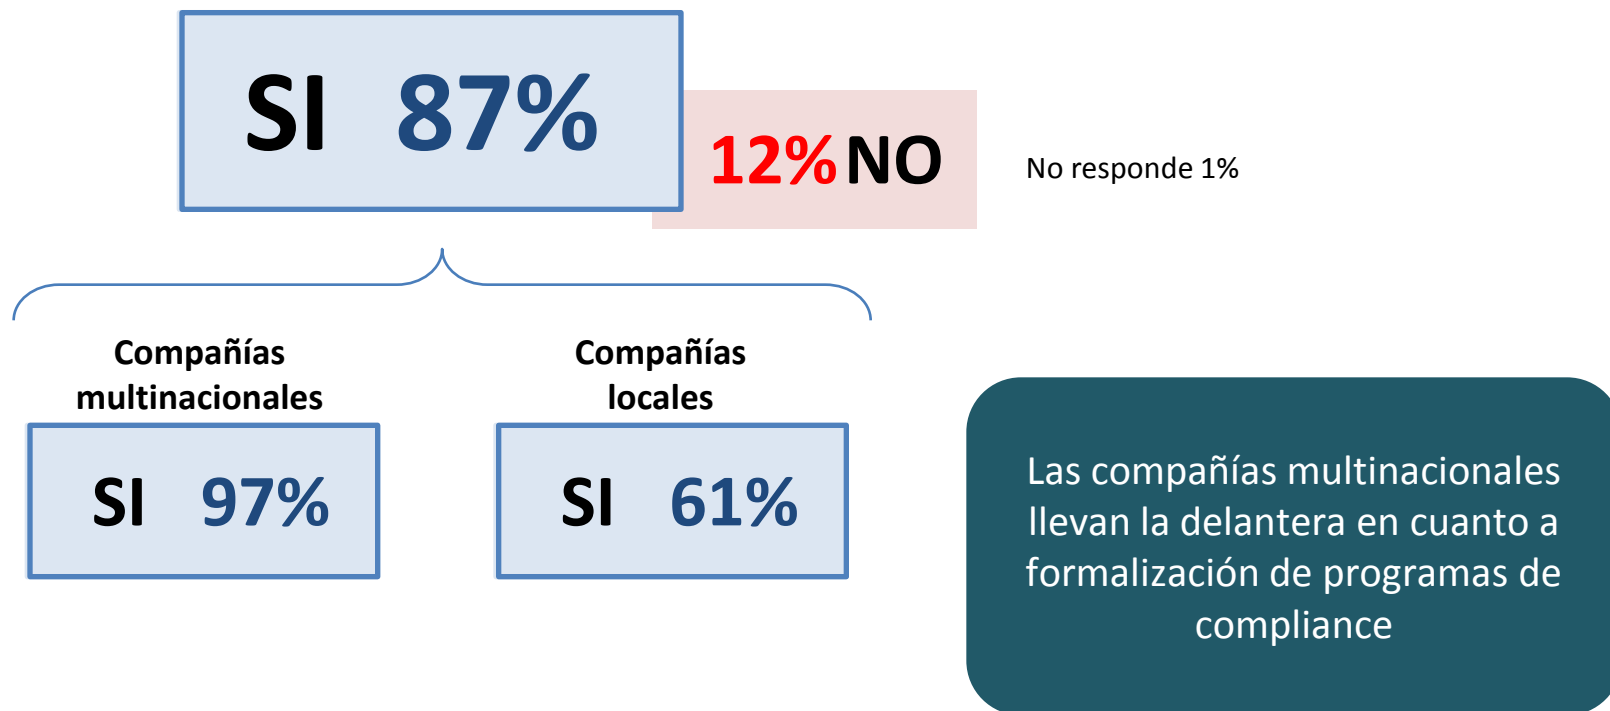 SI 87%
12% NO
No responde 1%
Compañías
multinacionales
SI 97%
Compañías
locales
SI 61%
Las compañías multinacionales
llevan la delantera en cuanto a
formalización de programas de
compliance